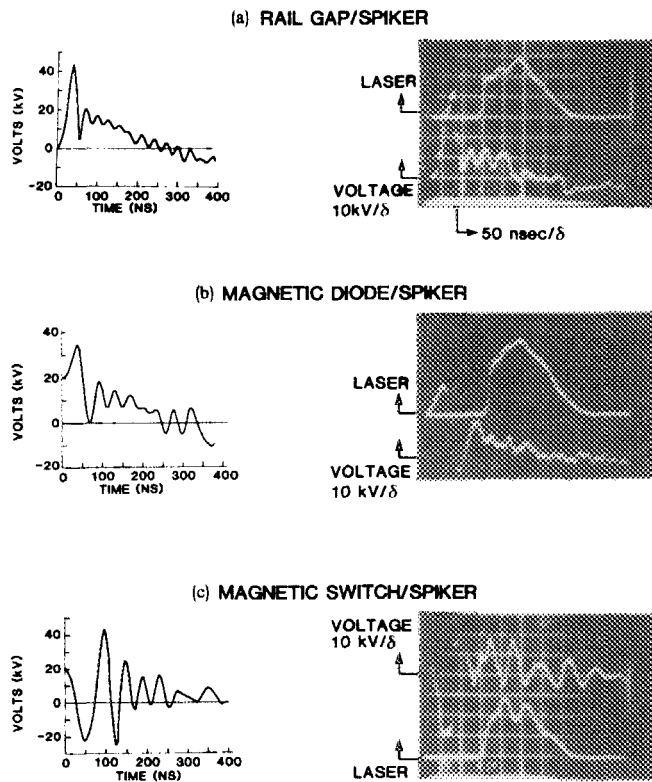 (a) RAIL GAP/SPIKER
40
20
0
-20
VOLTS (kV)
0 100 200 300 400
TIME (NS)
LASER
VOLTAGE
10kV/δ
50 nsec/δ
(b) MAGNETIC DIODE/SPIKER
40
20
0
-20
VOLTS (kV)
0 100 200 300 400
TIME (NS)
LASER
VOLTAGE
10 kV/δ
(c) MAGNETIC SWITCH/SPIKER
40
20
0
-20
VOLTS (kV)
0 100 200 300 400
TIME (NS)
VOLTAGE
10 kV/δ
LASER